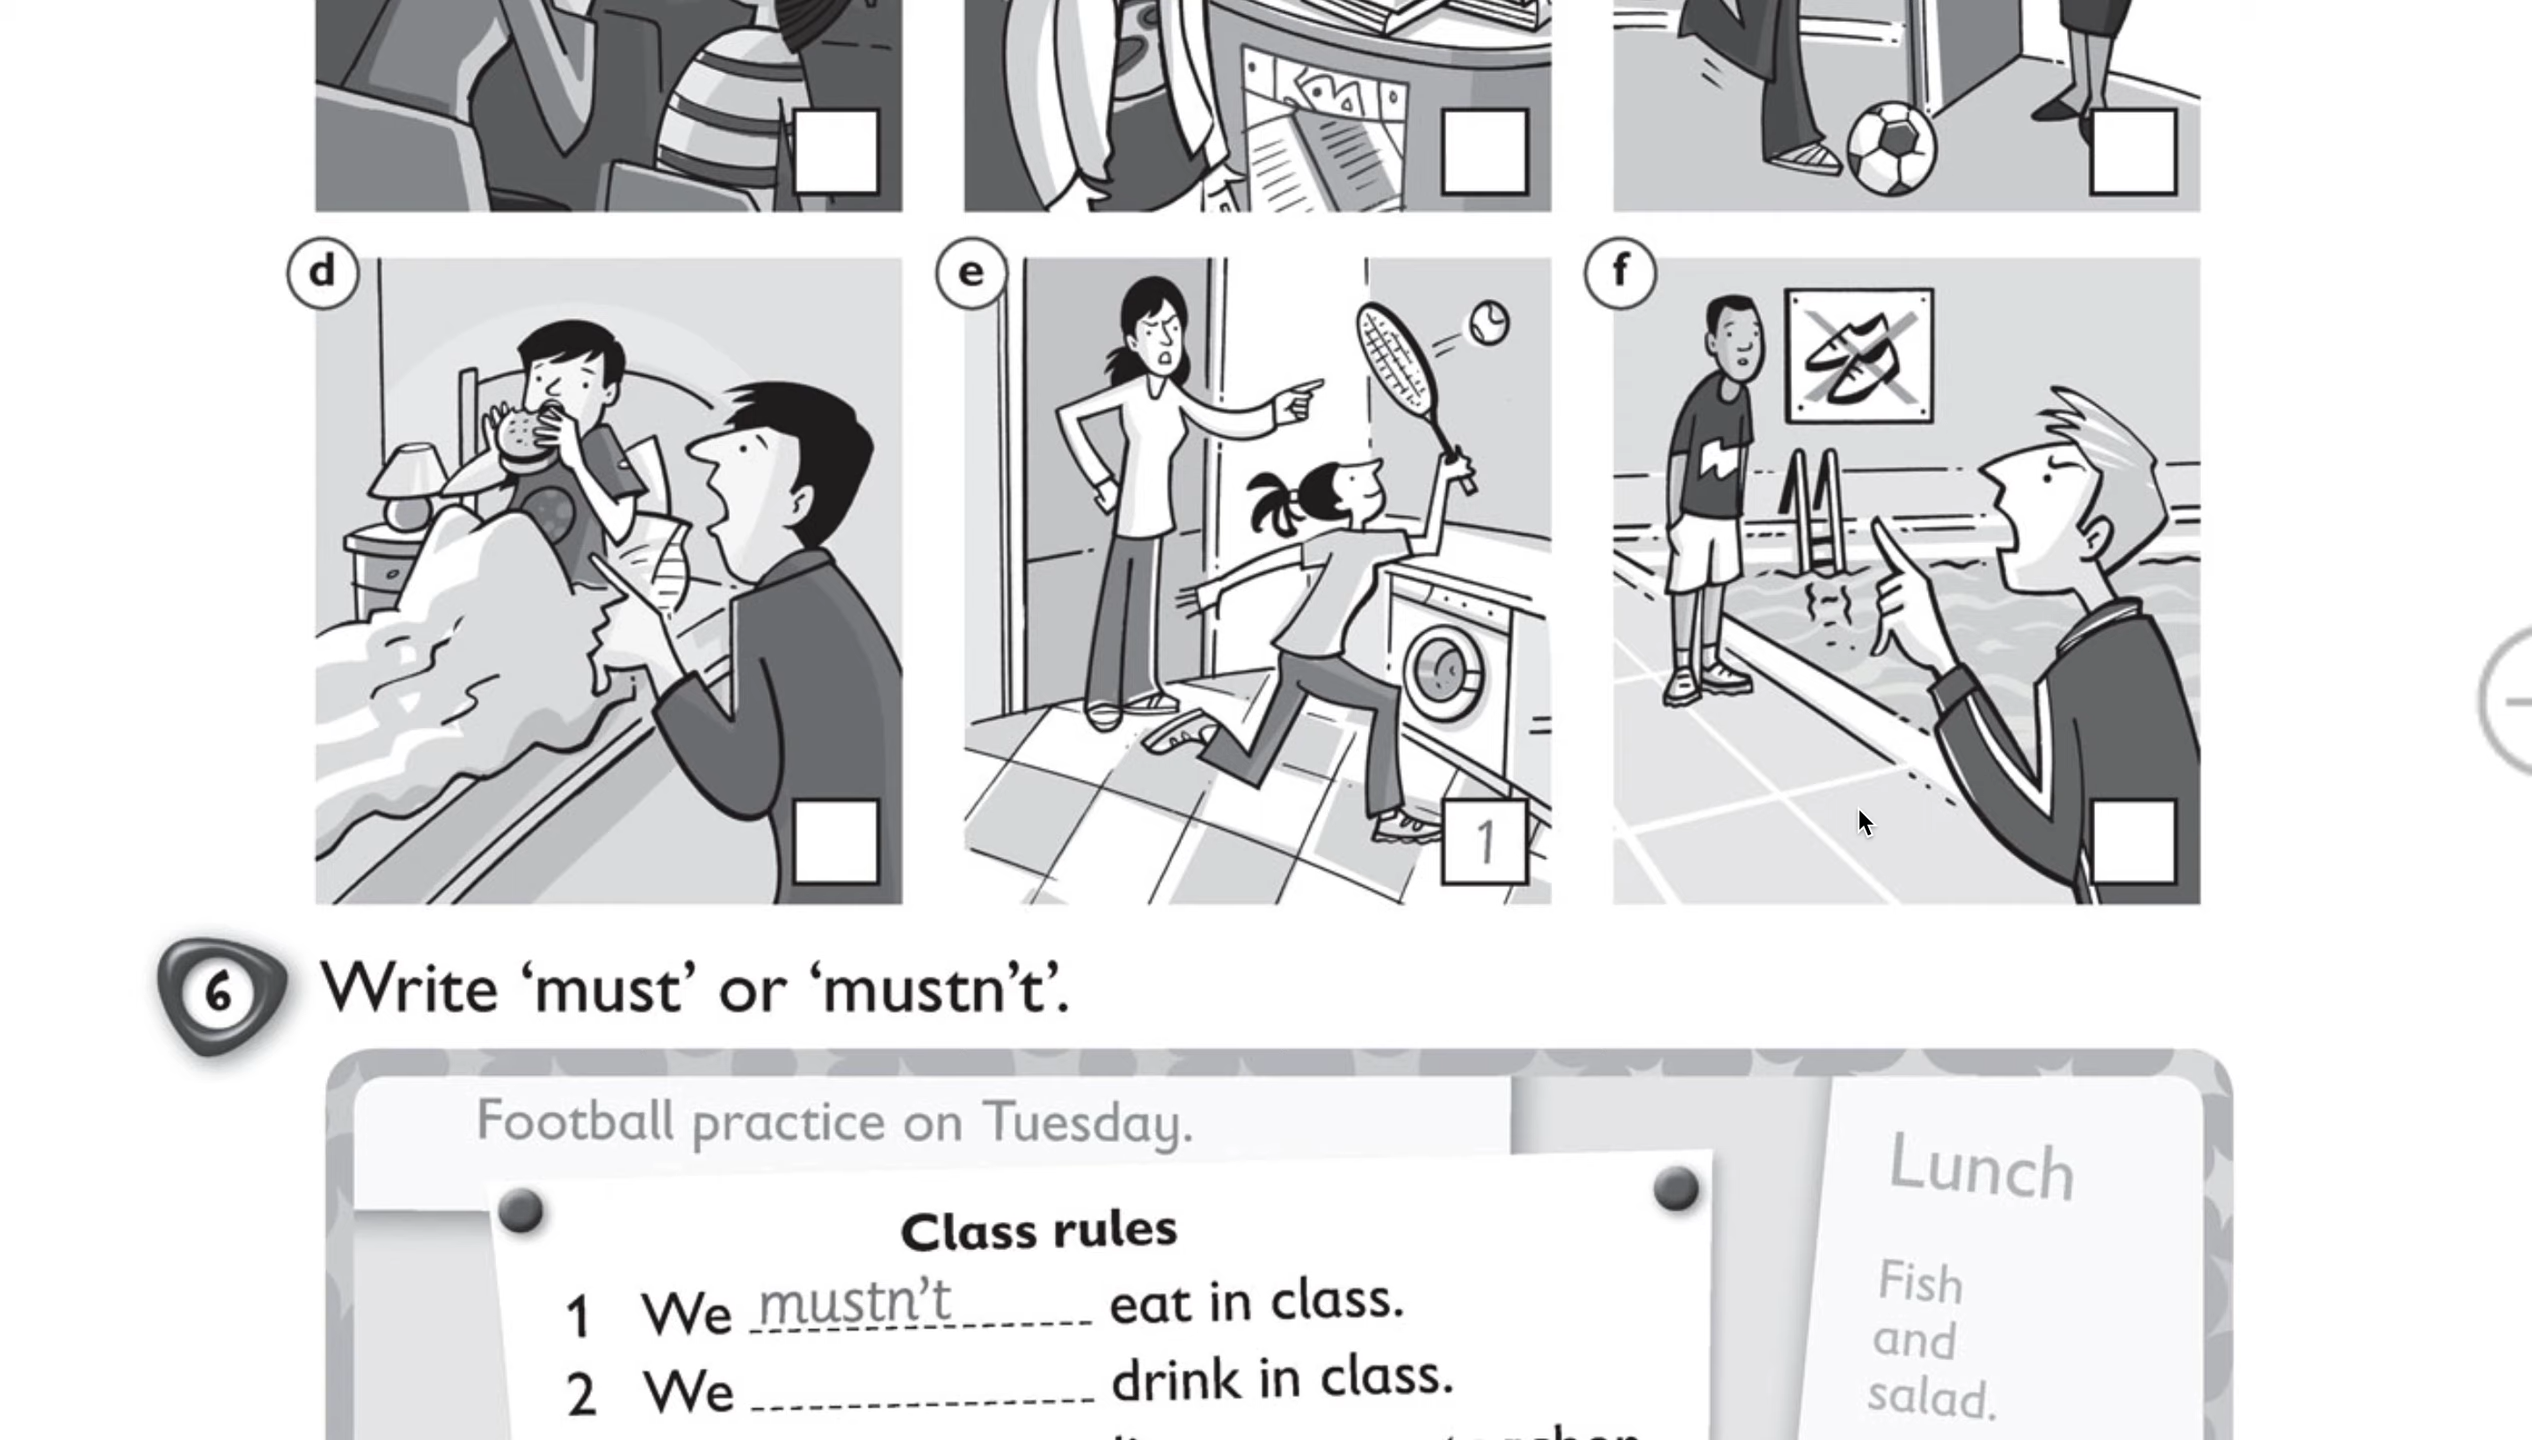 d
e
f
1
6 Write ‘must’ or ‘mustn’t’.
Football practice on Tuesday.
Lunch
Class rules
1 We mustn’t eat in class.
Fish
and
2 We drink in class.
salad.